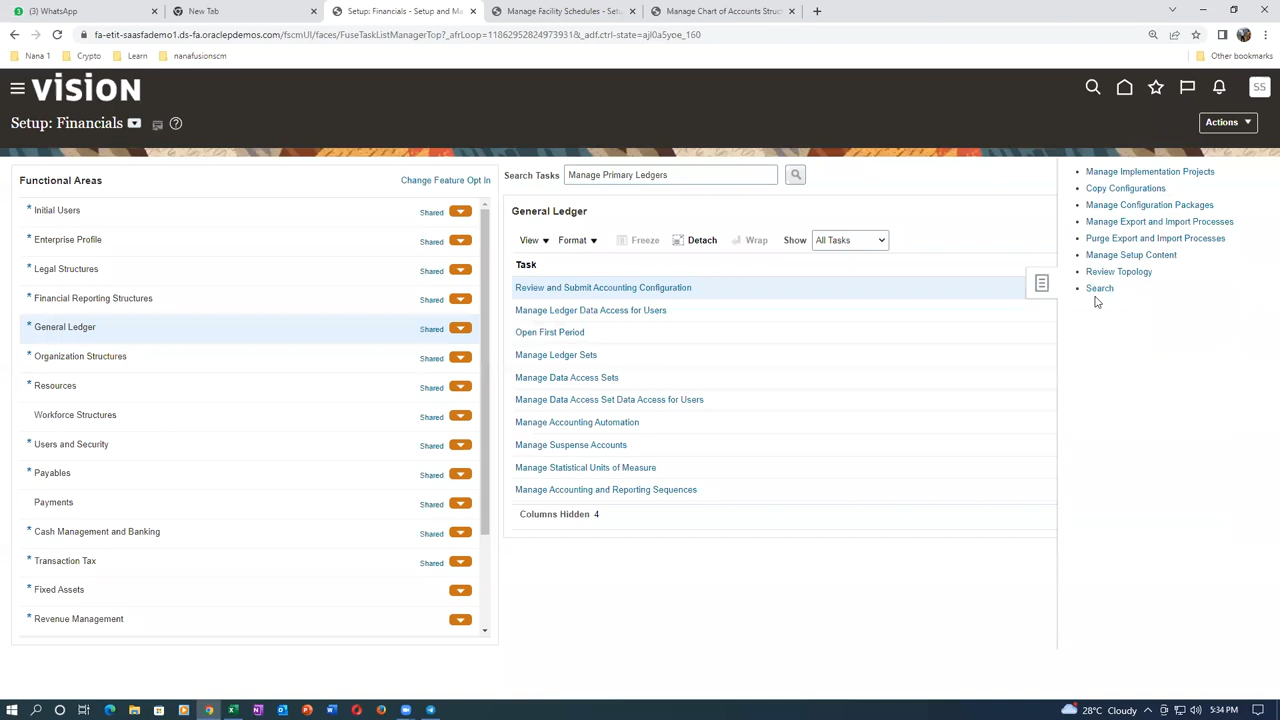 (3) WhatsApp
New Tab
Setup: Financials - Setup and Ma
Manage Facility Schedules - Setu
Manage Chart of Accounts Struct
fa-etit-saasfademo1.ds-fa.oraclepdemos.com/fscmUI/faces/FuseTaskListManagerTop?_afrLoop=11862952824973931&_adf.ctrl-state=ajl0a5yoe_160
Nana 1
Crypto
Learn
nanafusionscm
Other bookmarks
VISION
SS
Setup: Financials
Actions
Functional Areas
Change Feature Opt In
* Initial Users Shared
* Enterprise Profile Shared
* Legal Structures Shared
* Financial Reporting Structures Shared
* General Ledger Shared
* Organization Structures Shared
* Resources Shared
Workforce Structures Shared
* Users and Security Shared
* Payables Shared
Payments Shared
* Cash Management and Banking Shared
* Transaction Tax Shared
* Fixed Assets
* Revenue Management
Search Tasks Manage Primary Ledgers
General Ledger
View Format Freeze Detach Wrap Show All Tasks
Task
Review and Submit Accounting Configuration
Manage Ledger Data Access for Users
Open First Period
Manage Ledger Sets
Manage Data Access Sets
Manage Data Access Set Data Access for Users
Manage Accounting Automation
Manage Suspense Accounts
Manage Statistical Units of Measure
Manage Accounting and Reporting Sequences
Columns Hidden 4
Manage Implementation Projects
Copy Configurations
Manage Configuration Packages
Manage Export and Import Processes
Purge Export and Import Processes
Manage Setup Content
Review Topology
Search
28°C Cloudy
5:34 PM